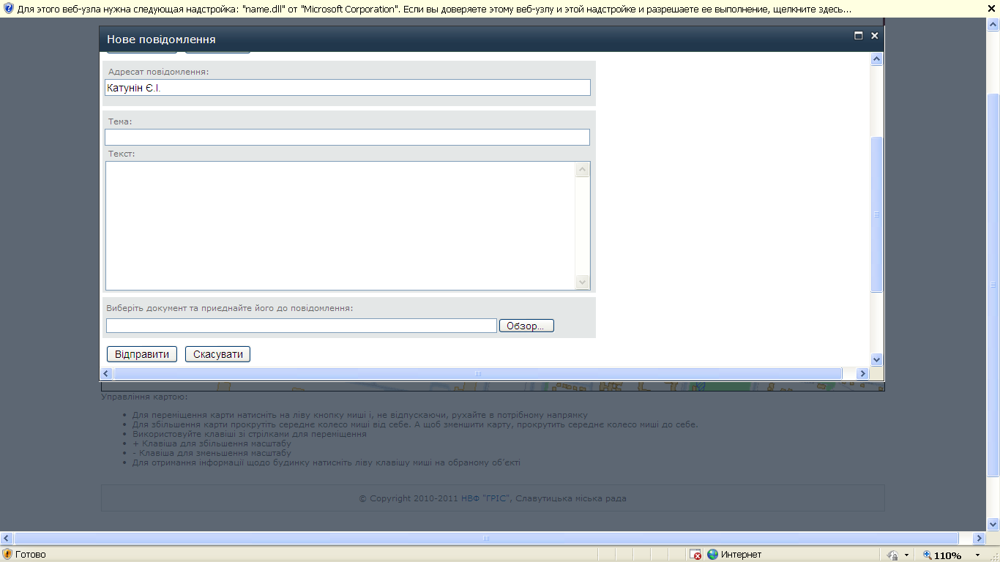 Для этого веб-узла нужна следующая надстройка: "name.dll" от "Microsoft Corporation". Если вы доверяете этому веб-узлу и этой надстройке и разрешаете ее выполнение, щелкните здесь...
Нове повідомлення
Адресат повідомлення:
Катунін Є.І.
Тема:
Текст:
Виберіть документ та приєднайте його до повідомлення:
Обзор...
Відправити Скасувати
Управління картою:
• Для переміщення карти натисніть на ліву кнопку миші і, не відпускаючи, рухайте в потрібному напрямку
• Для збільшення карти прокрутіть середнє колесо миші від себе. А щоб зменшити карту, прокрутить середнє колесо миші до себе.
• Використовуйте клавіші зі стрілками для переміщення
• + Клавіша для збільшення масштабу
• - Клавіша для зменьшення масштабу
• Для отримання інформації щодо будинку натисніть ліву клавішу миші на обраному об'єкті
© Copyright 2010-2011 НВФ "ГРІС", Славутицька міська рада
Готово Интернет 110%